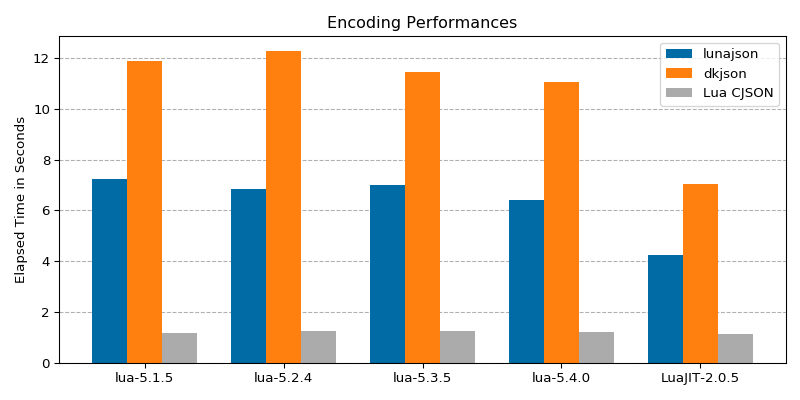 Encoding Performances
Elapsed Time in Seconds
12
10
8
6
4
2
0
lunajson
dkjson
Lua CJSON
lua-5.1.5
lua-5.2.4
lua-5.3.5
lua-5.4.0
LuaJIT-2.0.5